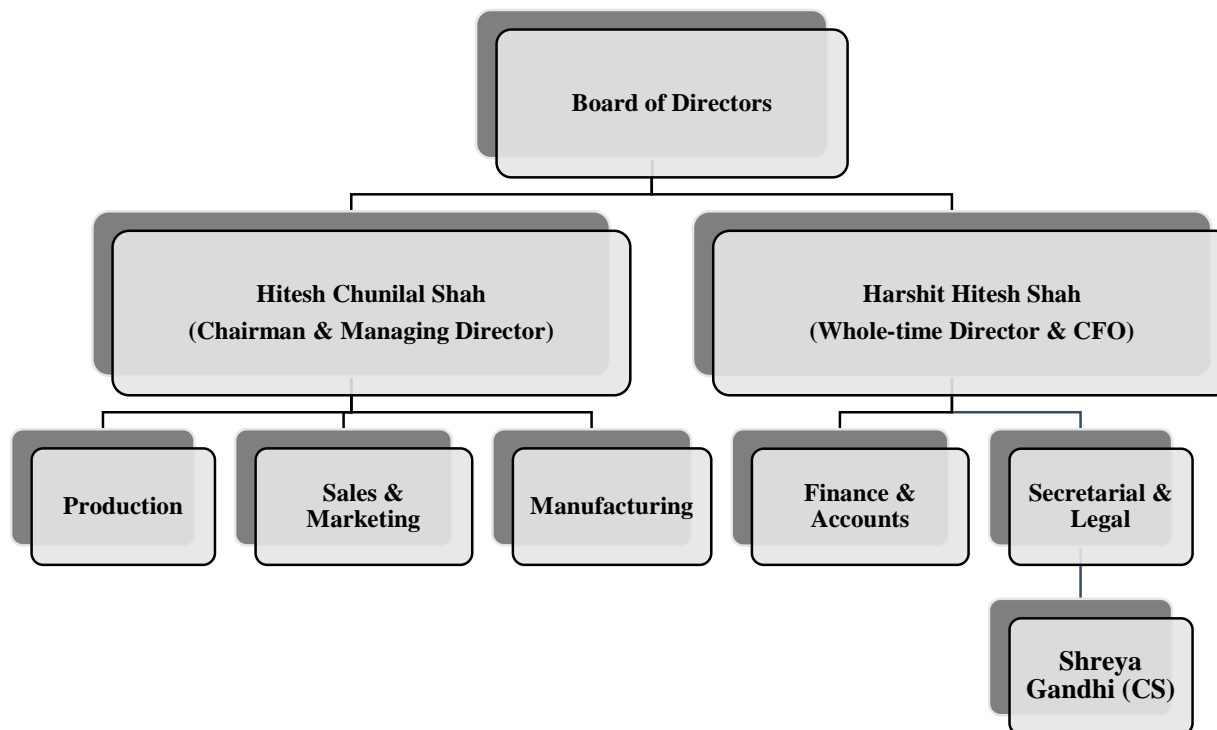 Board of Directors
Hitesh Chunilal Shah
(Chairman & Managing Director)
Harshit Hitesh Shah
(Whole-time Director & CFO)
Production
Sales &
Marketing
Manufacturing
Finance &
Accounts
Secretarial &
Legal
Shreya
Gandhi (CS)